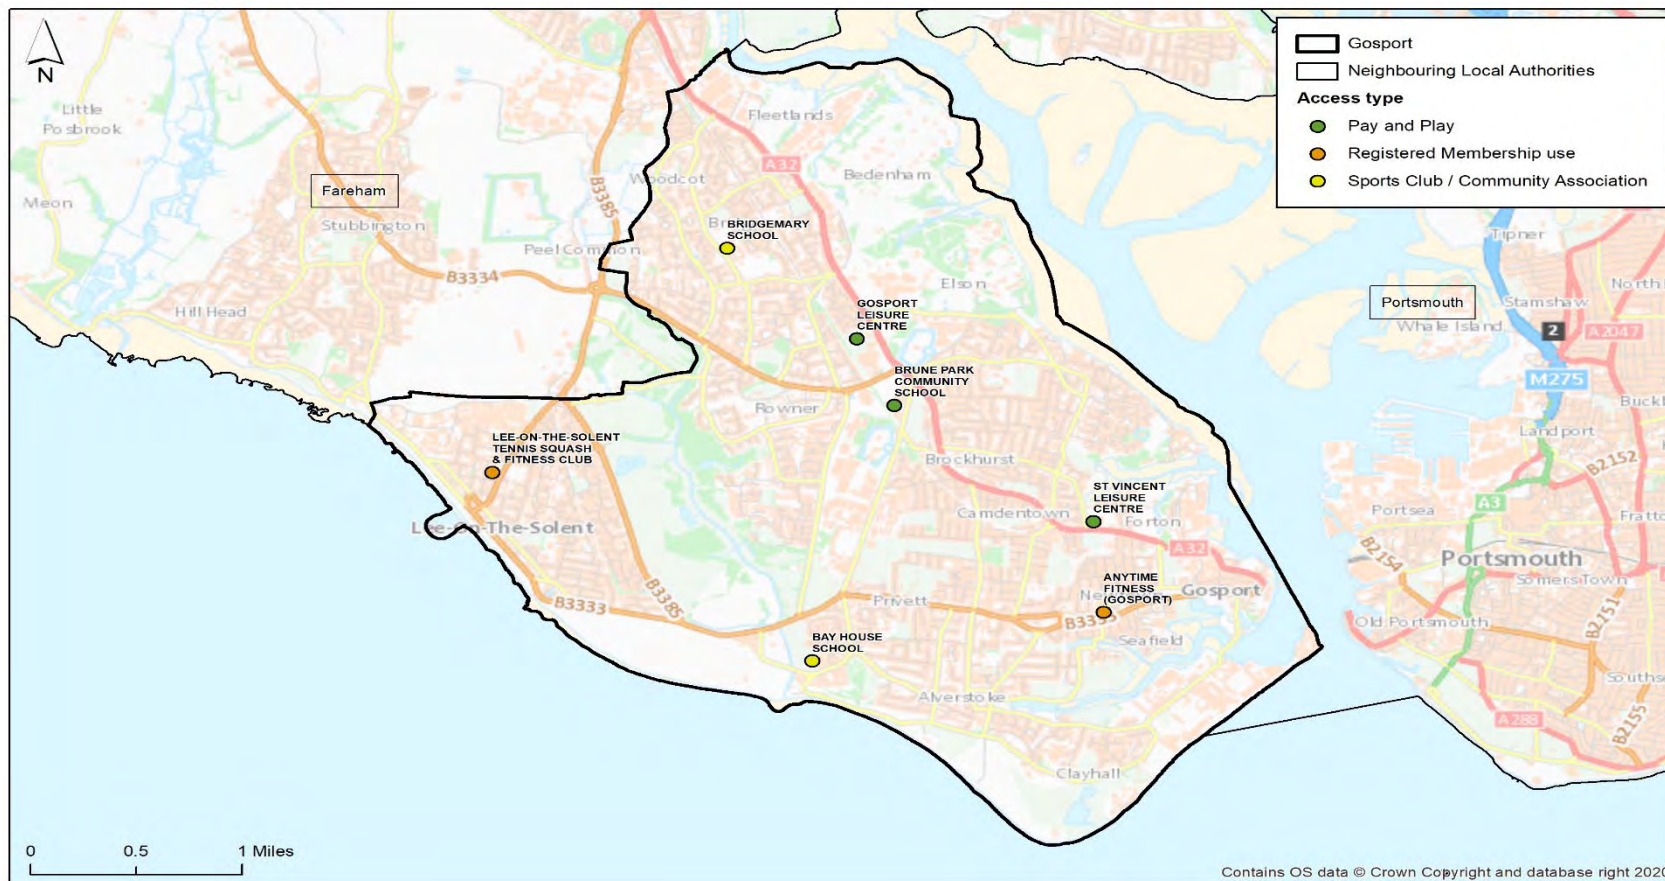 N
Gosport
Neighbouring Local Authorities
Access type
Pay and Play
Registered Membership use
Sports Club / Community Association
Little
Posbrook
Meon
Fareham
Stubbington
Hill Head
Peel Common
B3334
B3385
Woodcot
Fleetlands
A32
Bedenham
BRIDGEMARY
SCHOOL
Elson
GOSPORT
LEISURE
CENTRE
BRUNE PARK
COMMUNITY
SCHOOL
Rowner
LEE-ON-THE-SOLENT
TENNIS SQUASH
& FITNESS CLUB
Lee-On-The-Solent
Brockhurst
Camdentown
ST VINCENT
LEISURE
CENTRE
Forton
A32
ANYTIME
FITNESS
(GOSPORT)
Gosport
B3333
B3385
Privett
B3333
Seafield
BAY HOUSE
SCHOOL
Alverstoke
Clayhall
Tipner
Portsmouth
Stamshaw
Whale Island
2
A2047
M275
Landport
B2152
A3
Portsea
B2154
Portsmouth
Somers Town
B2151
Old Portsmouth
A288
B2155
0 0.5 1 Miles
Contains OS data © Crown Copyright and database right 2020